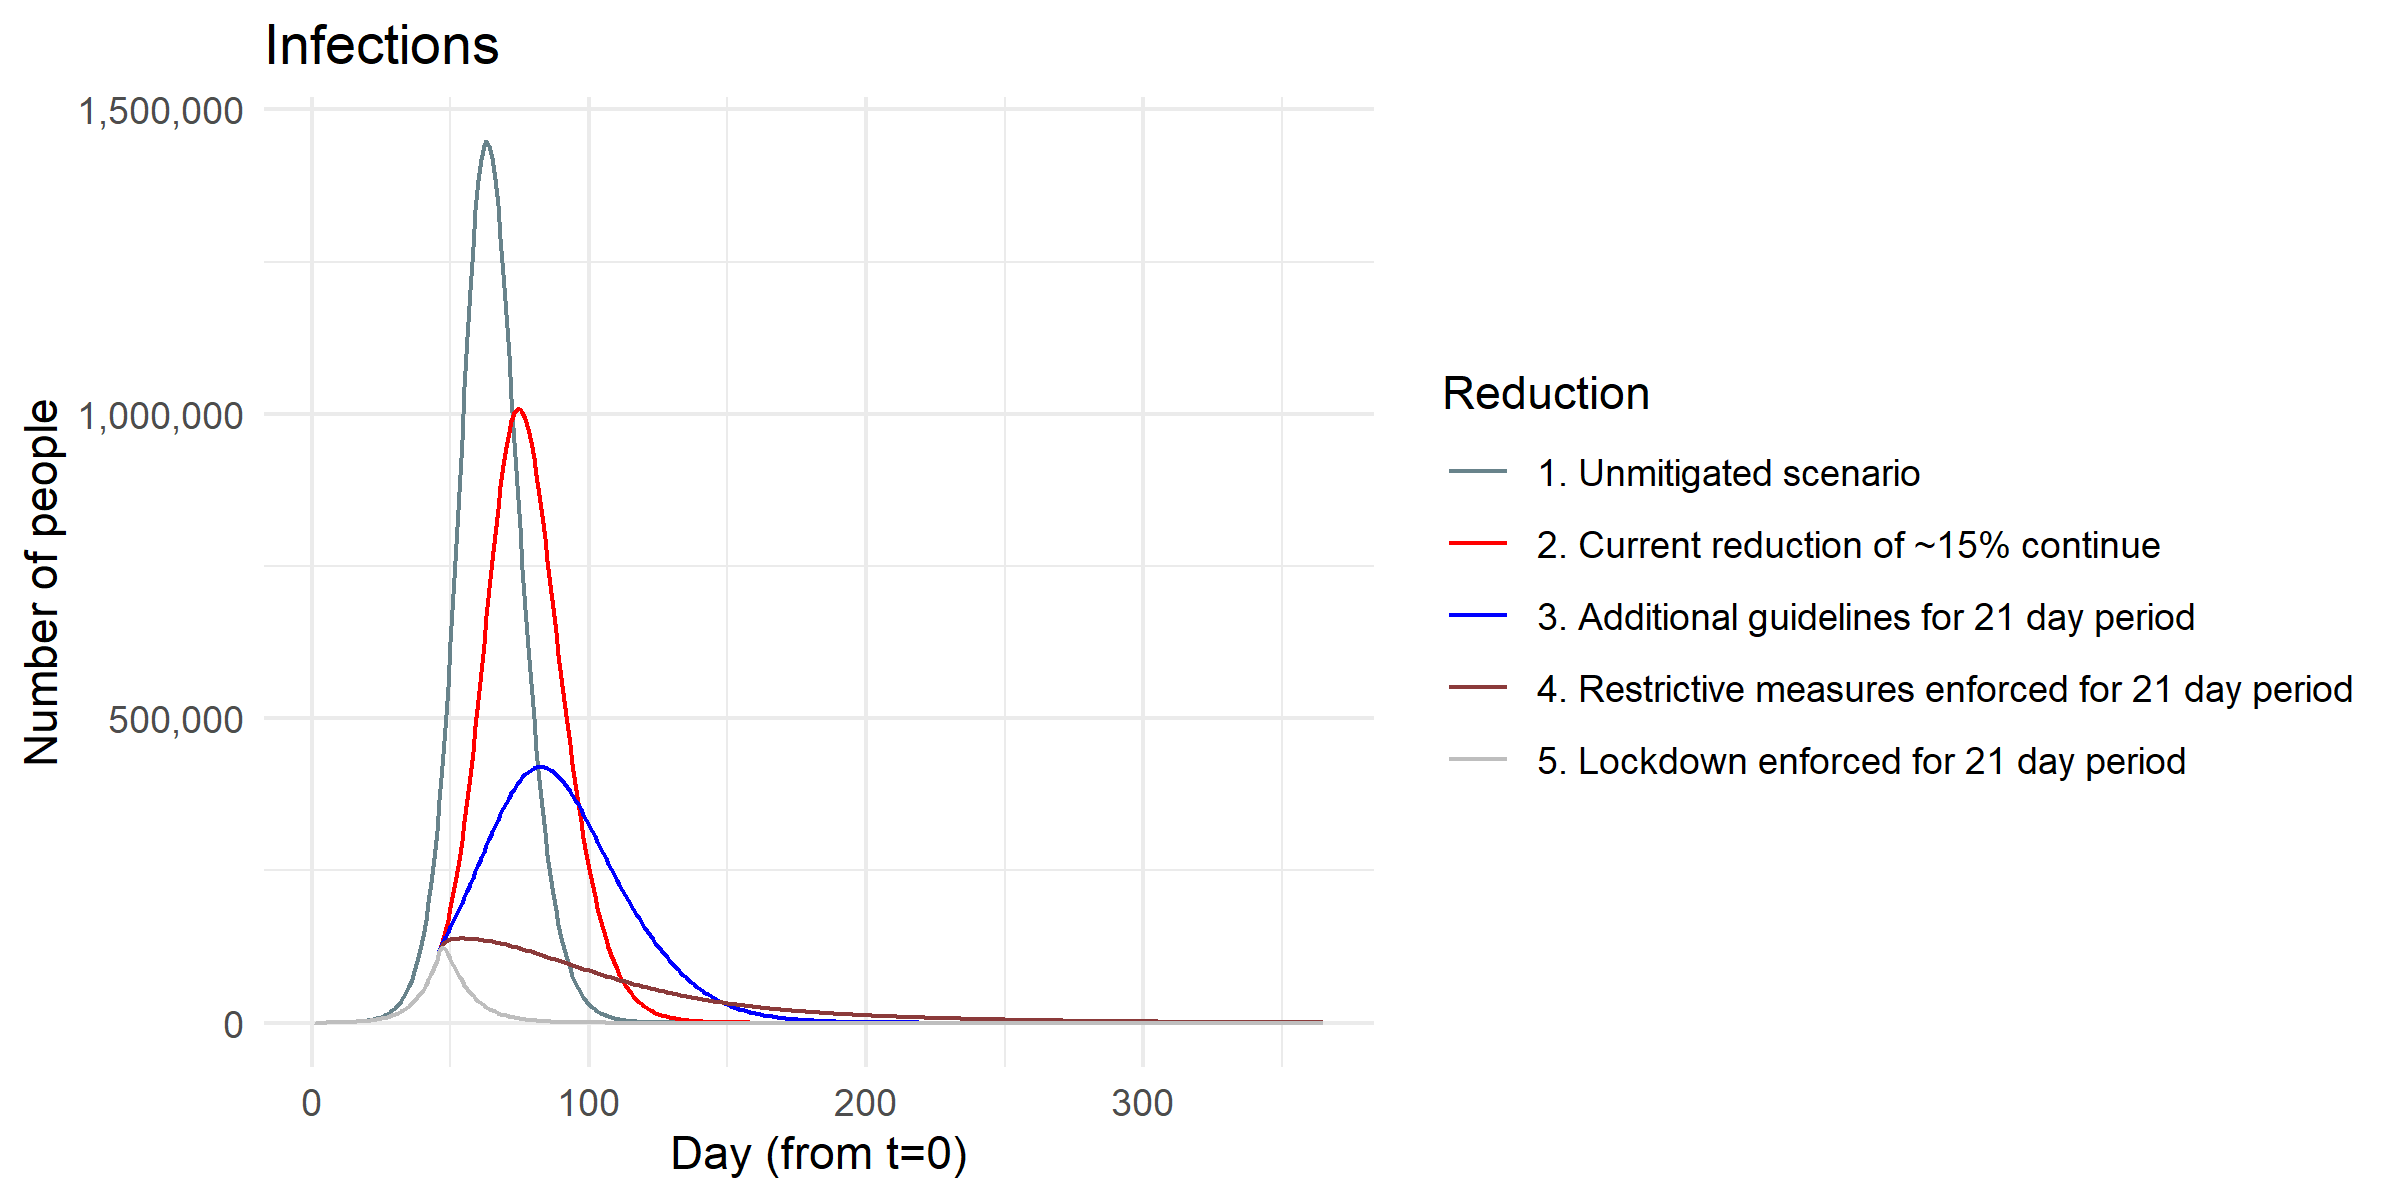 Infections
1,500,000
1,000,000
500,000
0
Number of people
0
100
200
300
Day (from t=0)
Reduction
1. Unmitigated scenario
2. Current reduction of ~15% continue
3. Additional guidelines for 21 day period
4. Restrictive measures enforced for 21 day period
5. Lockdown enforced for 21 day period